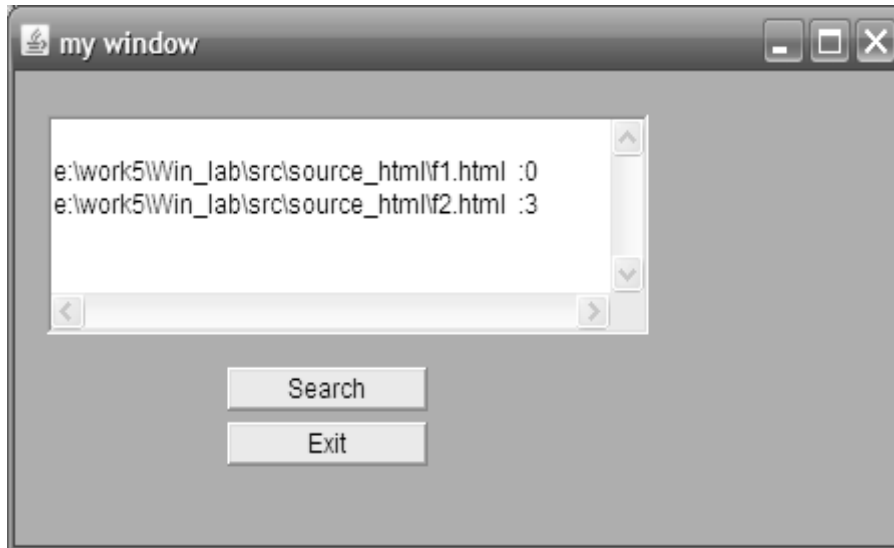 my window
e:\work5\Win_lab\src\source_html\f1.html :0
e:\work5\Win_lab\src\source_html\f2.html :3
Search
Exit